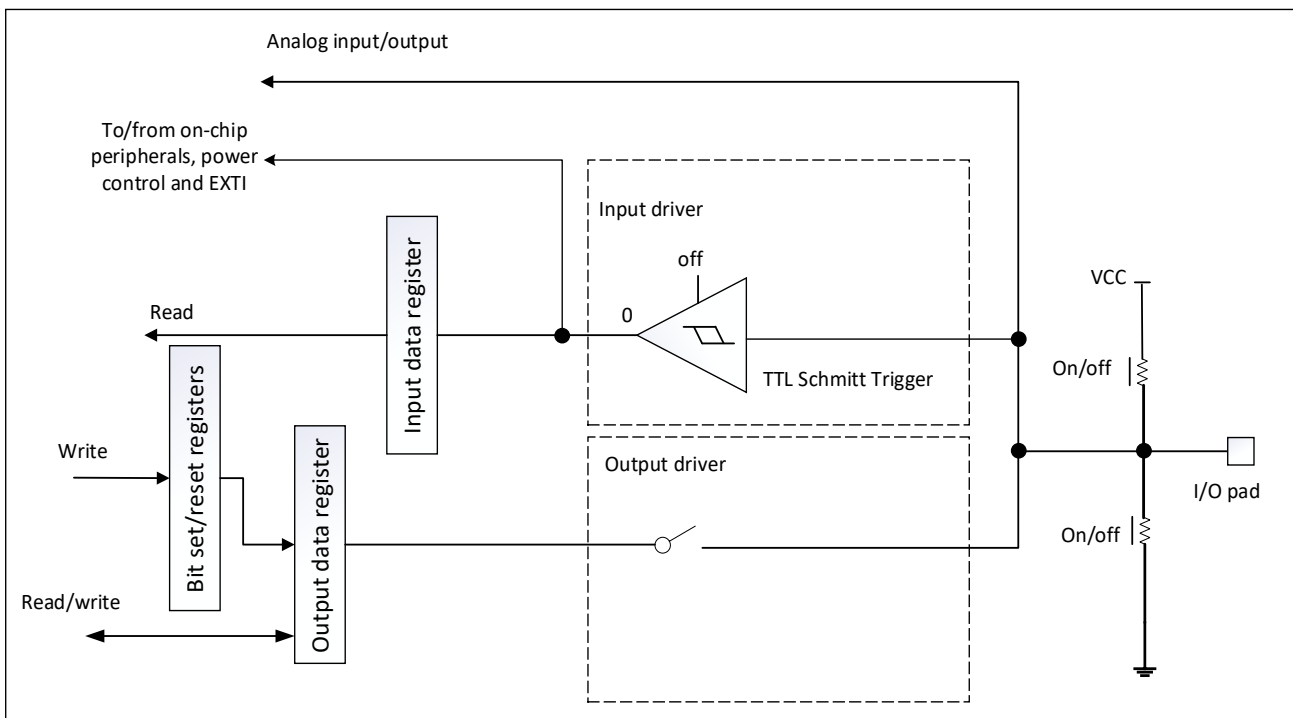 Analog input/output
To/from on-chip
peripherals, power
control and EXTI
Input driver
off
VCC
Read
0
Input data register
On/off
TTL Schmitt Trigger
Bit set/reset registers
Write
Output data register
Output driver
I/O pad
On/off
Read/write